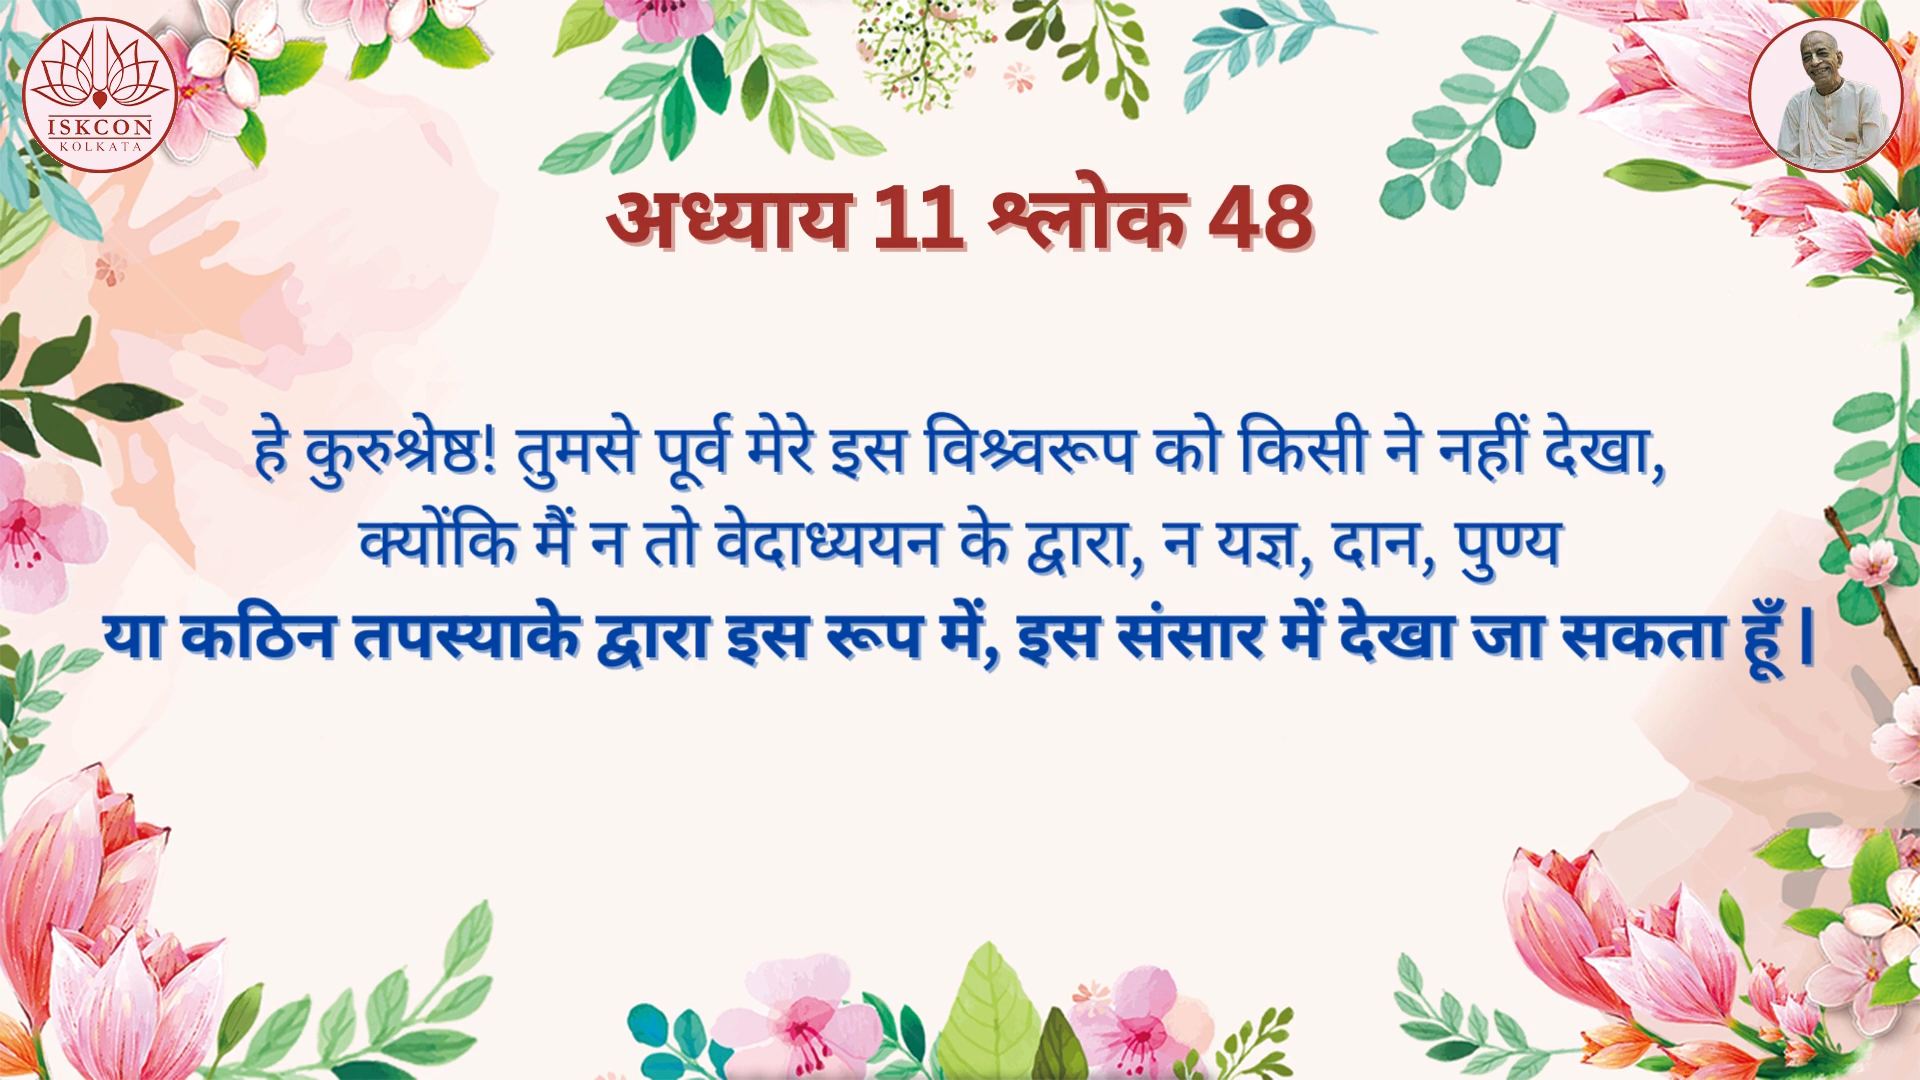 ISKCON
KOLKATA
अध्याय 11 श्लोक 48
हे कुरुश्रेष्ठ! तुमसे पूर्व मेरे इस विश्र्वरूप को किसी ने नहीं देखा,
क्योंकि मैं न तो वेदाध्ययन के द्वारा, न यज्ञ, दान, पुण्य
या कठिन तपस्याके द्वारा इस रूप में, इस संसार में देखा जा सकता हूँ |